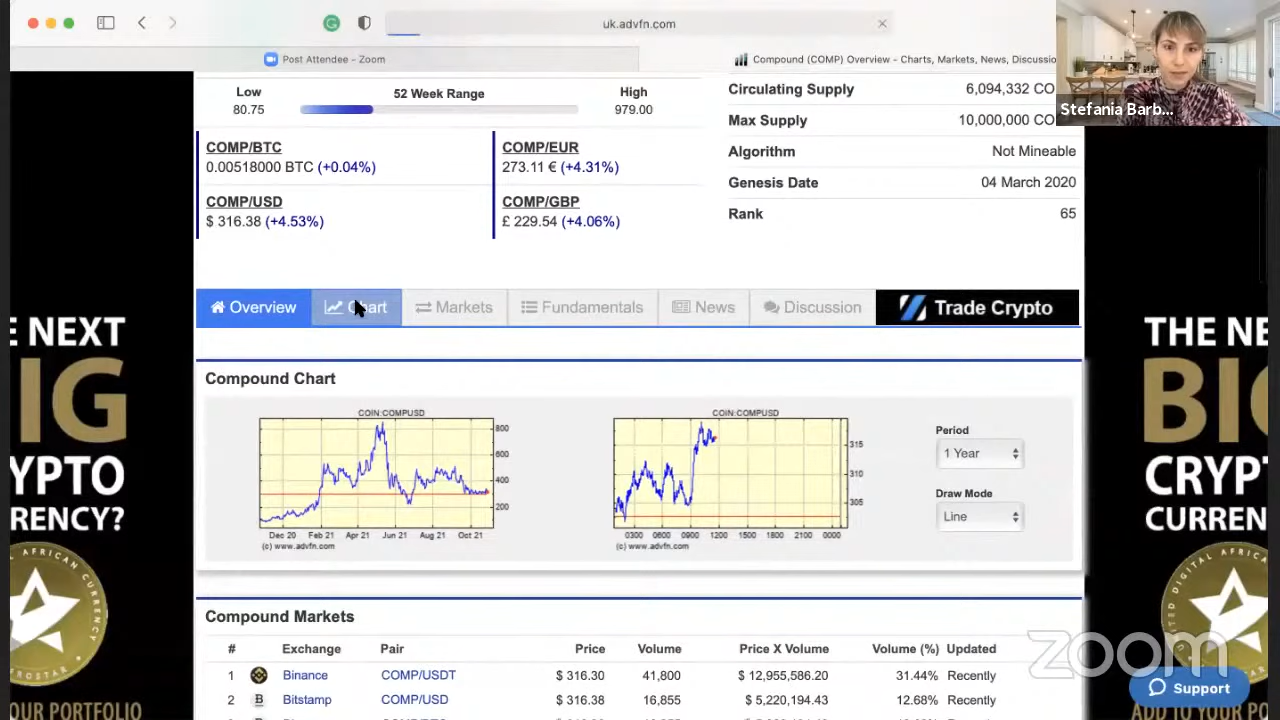 uk.advfn.com
Post Attendee - Zoom
Compound (COMP) Overview - Charts, Markets, News, Discussio
Stefania Barb...
Low
52 Week Range
High
80.75
979.00
Circulating Supply
6,094,332 CO
Max Supply
10,000,000 CO
Algorithm
Not Mineable
Genesis Date
04 March 2020
Rank
65
COMP/BTC
0.00518000 BTC (+0.04%)
COMP/EUR
273.11 € (+4.31%)
COMP/USD
$ 316.38 (+4.53%)
COMP/GBP
£ 229.54 (+4.06%)
Overview
Chart
Markets
Fundamentals
News
Discussion
Trade Crypto
E NEXT
IG
YPTO
RENCY?
THE NE
BIG
CRYPT
CURREN
Compound Chart
COIN:COMPUSD
800
600
400
200
Dec 20 Feb 21 Apr 21 Jun 21 Aug 21 Oct 21
(c) www.advfn.com
COIN:COMPUSD
315
310
305
0300 0600 0900 1200 1500 1800 2100 0000
(c) www.advfn.com
Period
1 Year
Draw Mode
Line
Compound Markets
# Exchange Pair Price Volume Price X Volume Volume (%) Updated
1 Binance COMP/USDT $ 316.30 41,800 $ 12,955,586.20 31.44% Recently
2 Bitstamp COMP/USD $ 316.38 16,855 $ 5,220,194.43 12.68% Recently
zoom
Support
OUR PORTFOLIO
ADD TO YOUR PO